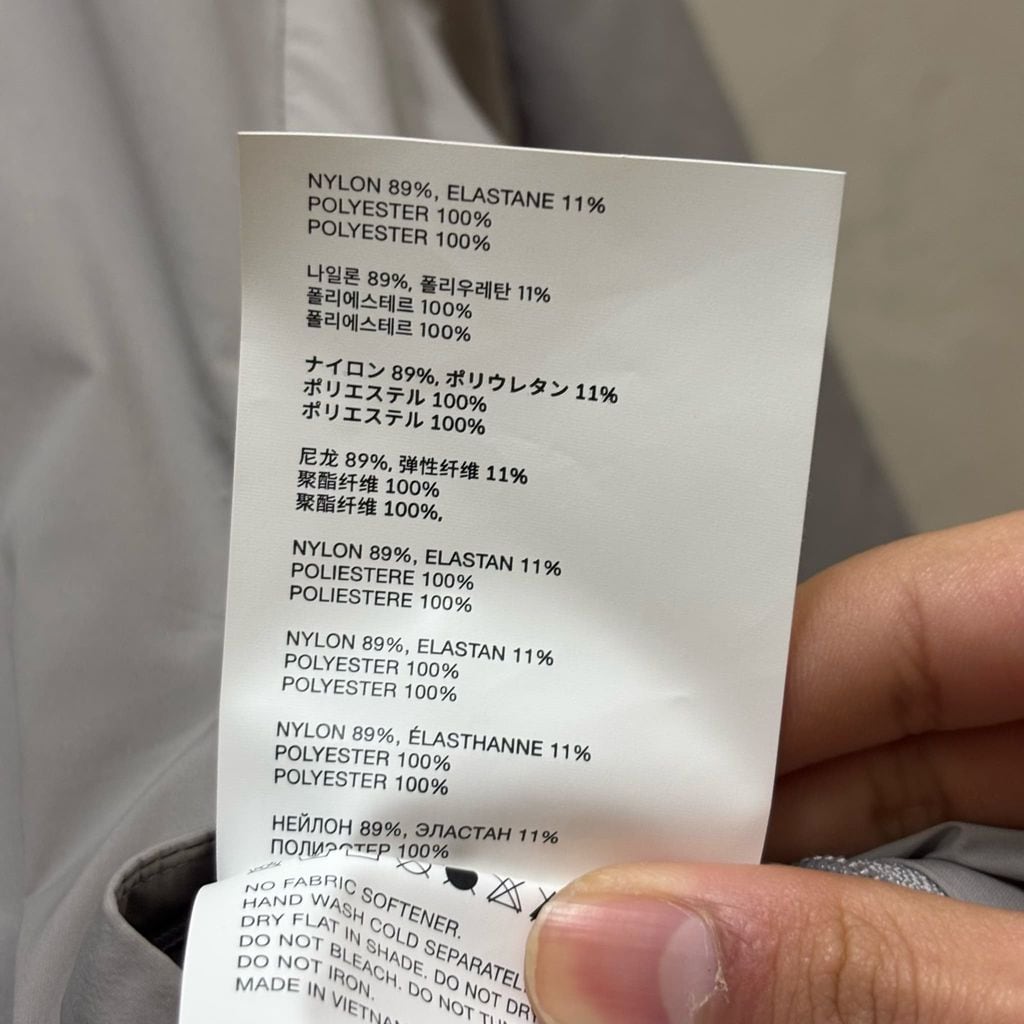 NYLON 89%, ELASTANE 11%
POLYESTER 100%
POLYESTER 100%
나일론 89%, 폴리우레탄 11%
폴리에스테르 100%
폴리에스테르 100%
ナイロン 89%, ポリウレタン 11%
ポリエステル 100%
ポリエステル 100%
尼龙 89%, 弹性纤维 11%
聚酯纤维 100%
聚酯纤维 100%,
NYLON 89%, ELASTAN 11%
POLIESTERE 100%
POLIESTERE 100%
NYLON 89%, ELASTAN 11%
POLYESTER 100%
POLYESTER 100%
NYLON 89%, ÉLASTHANNE 11%
POLYESTER 100%
POLYESTER 100%
НЕЙЛОН 89%, ЭЛАСТАН 11%
ПОЛИЭСТЕР 100%
NO FABRIC SOFTENER.
HAND WASH COLD
DRY FLAT IN SHADE. DO NOT
DO NOT BLEACH. DO NOT
DO NOT IRON.
MADE IN